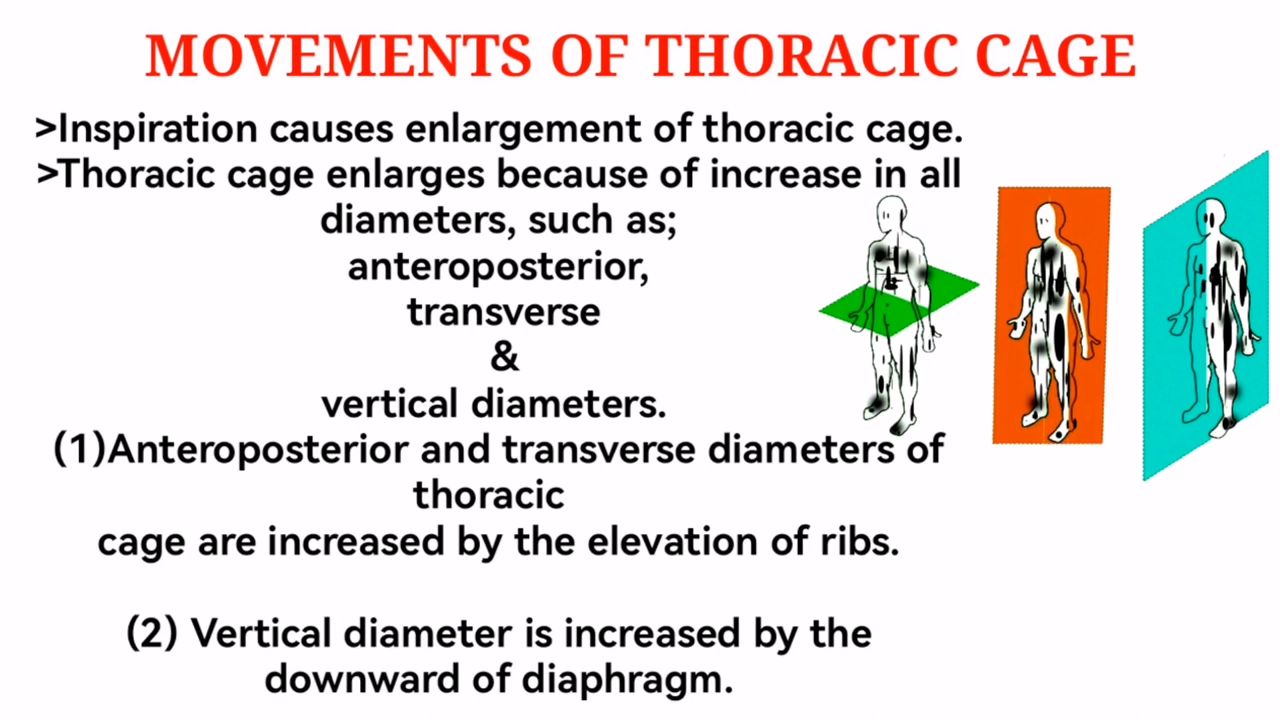 MOVEMENTS OF THORACIC CAGE
>Inspiration causes enlargement of thoracic cage.
>Thoracic cage enlarges because of increase in all
diameters, such as;
anteroposterior,
transverse
&
vertical diameters.
(1)Anteroposterior and transverse diameters of
thoracic
cage are increased by the elevation of ribs.
(2) Vertical diameter is increased by the
downward of diaphragm.